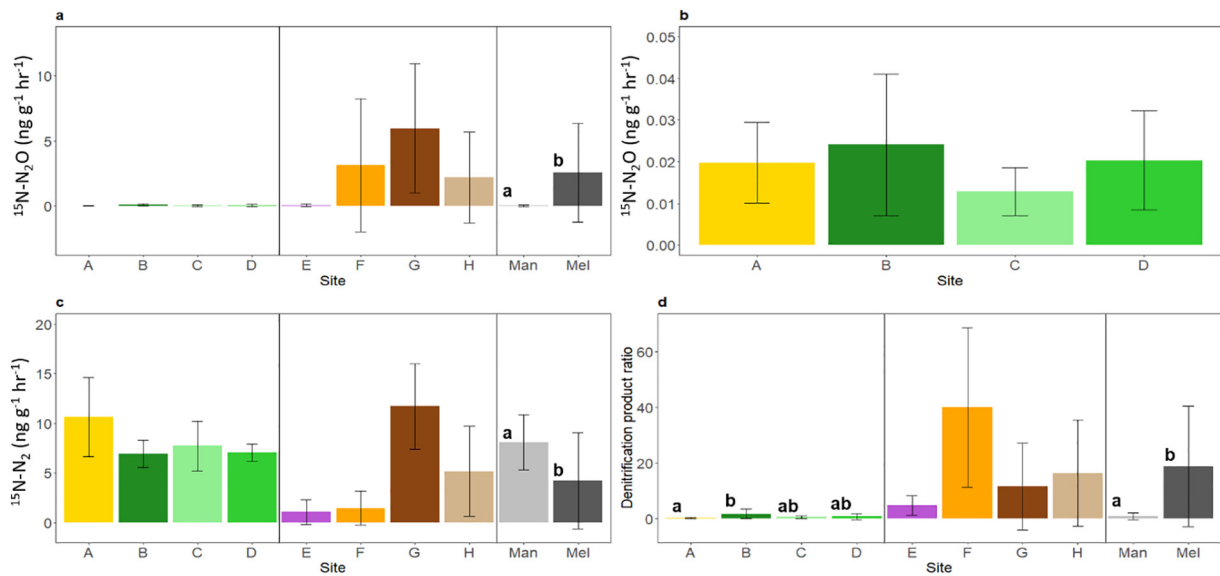 a
¹⁵N-N₂O (ng g⁻¹ hr⁻¹)
10
5
0
a
b
A B C D E F G H Man Mel
Site
b
¹⁵N-N₂O (ng g⁻¹ hr⁻¹)
0.05
0.04
0.03
0.02
0.01
0.00
A B C D
Site
c
¹⁵N-N₂ (ng g⁻¹ hr⁻¹)
20
15
10
5
0
a
b
A B C D E F G H Man Mel
Site
d
Denitrification product ratio
60
40
20
0
a b ab ab a b
A B C D E F G H Man Mel
Site